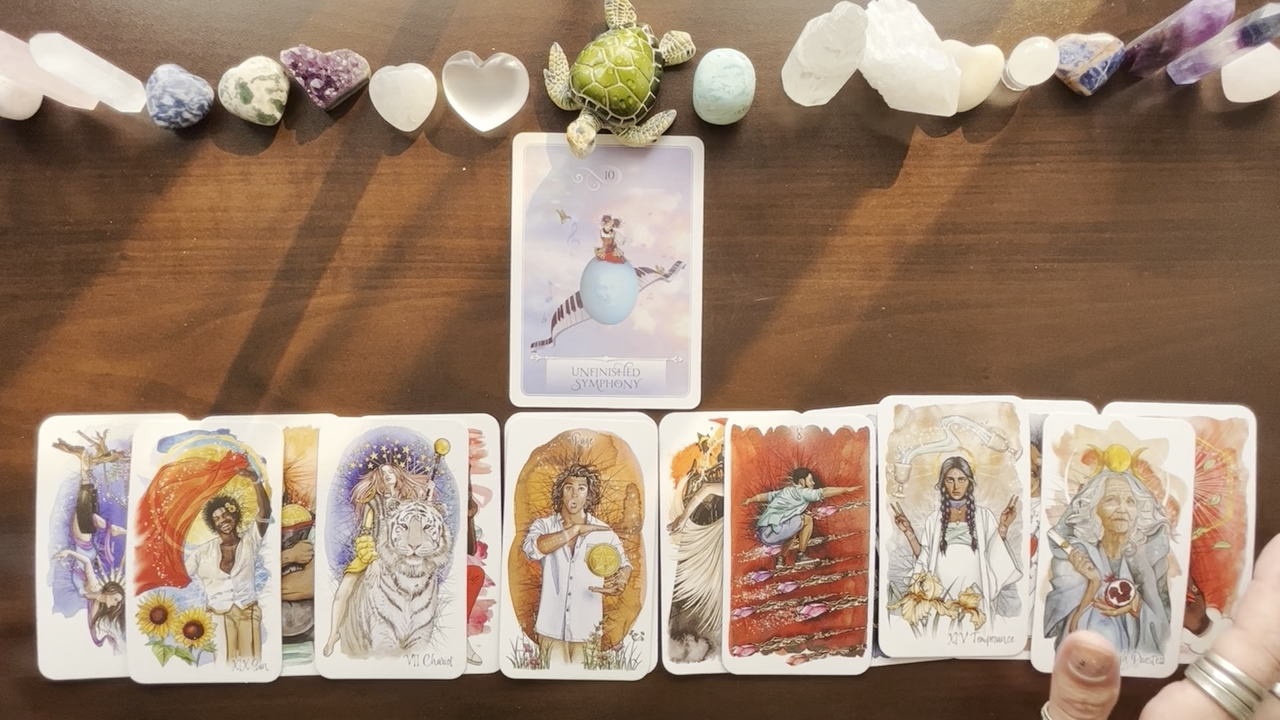 10
UNFINISHED
SYMPHONY
XIX Sun
VII Chariot
8
XIV Temperance